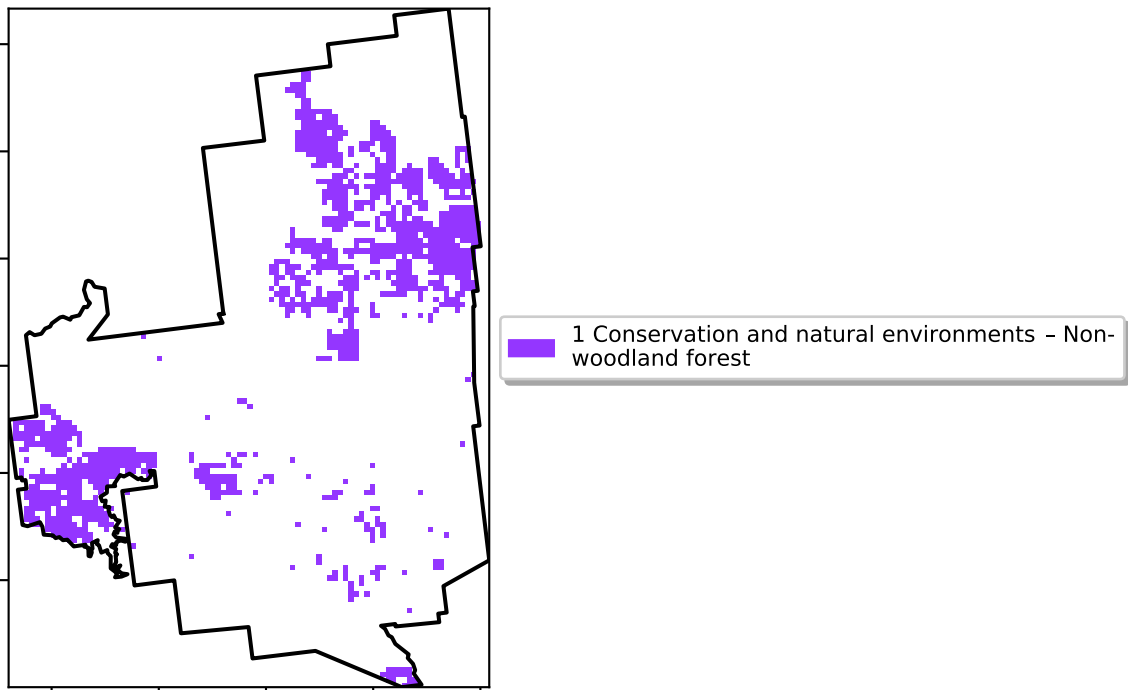 1 Conservation and natural environments – Non-
woodland forest